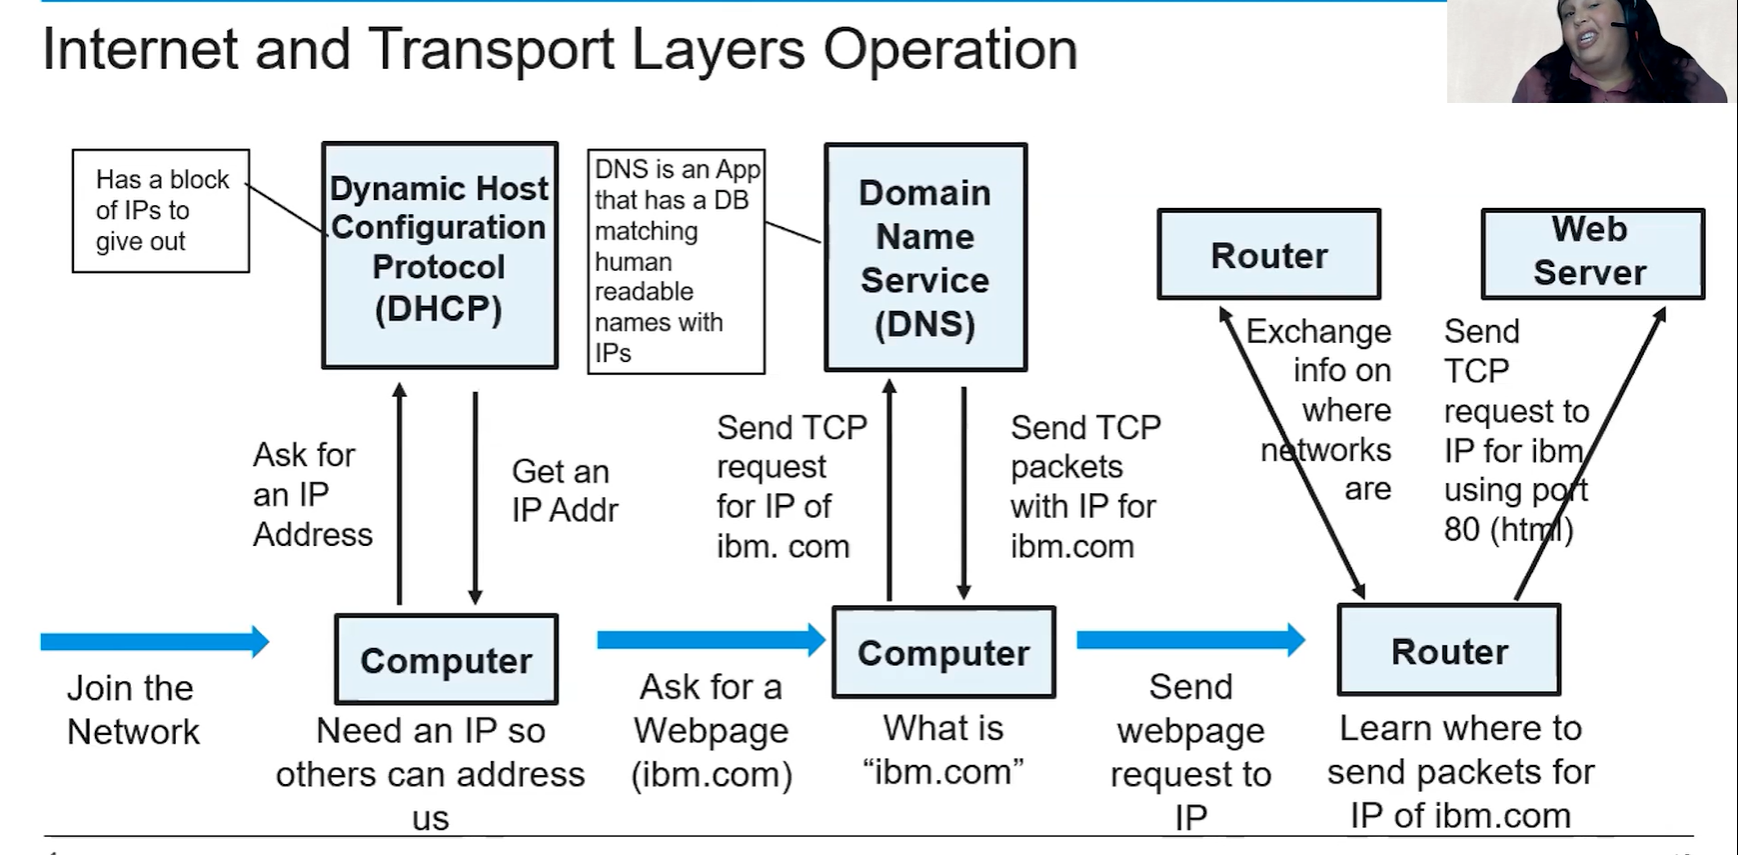 Internet and Transport Layers Operation
Has a block
of IPs to
give out
Dynamic Host
Configuration
Protocol
(DHCP)
DNS is an App
that has a DB
matching
human
readable
names with
IPs
Domain
Name
Service
(DNS)
Router
Web
Server
Ask for
an IP
Address
Get an
IP Addr
Send TCP
request
for IP of
ibm. com
Send TCP
packets
with IP for
ibm.com
Exchange
info on
where
networks
are
Send
TCP
request to
IP for ibm
using port
80 (html)
Join the
Network
Computer
Need an IP so
others can address
us
Ask for a
Webpage
(ibm.com)
Computer
What is
“ibm.com”
Send
webpage
request to
IP
Router
Learn where to
send packets for
IP of ibm.com